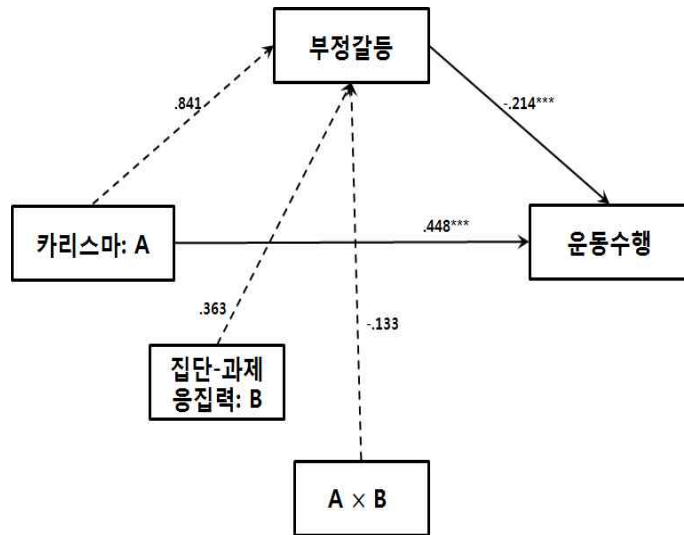 부정갈등
.841
-.214***
카리스마: A
.448***
운동수행
.363
-.133
집단-과제
응집력: B
A × B